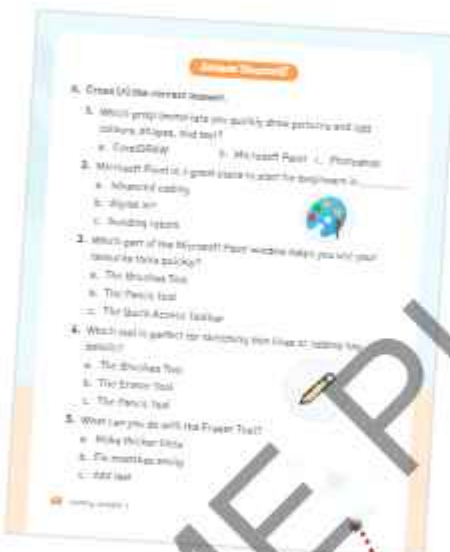 A. Cross (x) the correct answer.
1. Which program lets you quickly draw pictures and add
colours, shapes, and text?
a. CorelDRAW b. Microsoft Paint c. Photoshop
2. Microsoft Paint is a great place to start for beginners in
a. advanced coding
b. digital art
c. building robots
3. Which part of the Microsoft Paint window helps you use your
favourite tools quickly?
a. The Brushes Tool
b. The Pencil Tool
c. The Quick Access Toolbar
4. Which tool is perfect for sketching thin lines or adding tiny
details?
a. The Brushes Tool
b. The Eraser Tool
c. The Pencil Tool
5. What can you do with the Eraser Tool?
a. Make thicker lines
b. Fix mistakes easily
c. Add text
ME PU